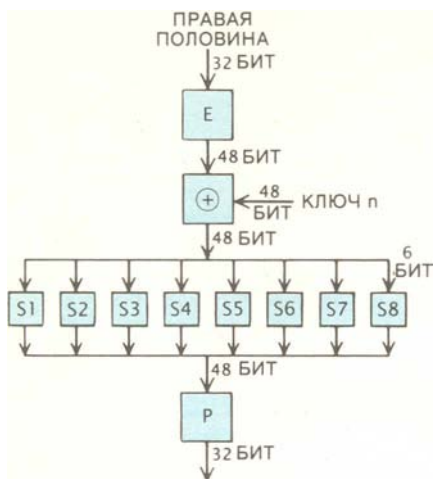 ПРАВАЯ
ПОЛОВИНА
32 БИТ
E
48 БИТ
+
48
БИТ
КЛЮЧ n
48 БИТ
6
БИТ
S1 S2 S3 S4 S5 S6 S7 S8
48 БИТ
P
32 БИТ